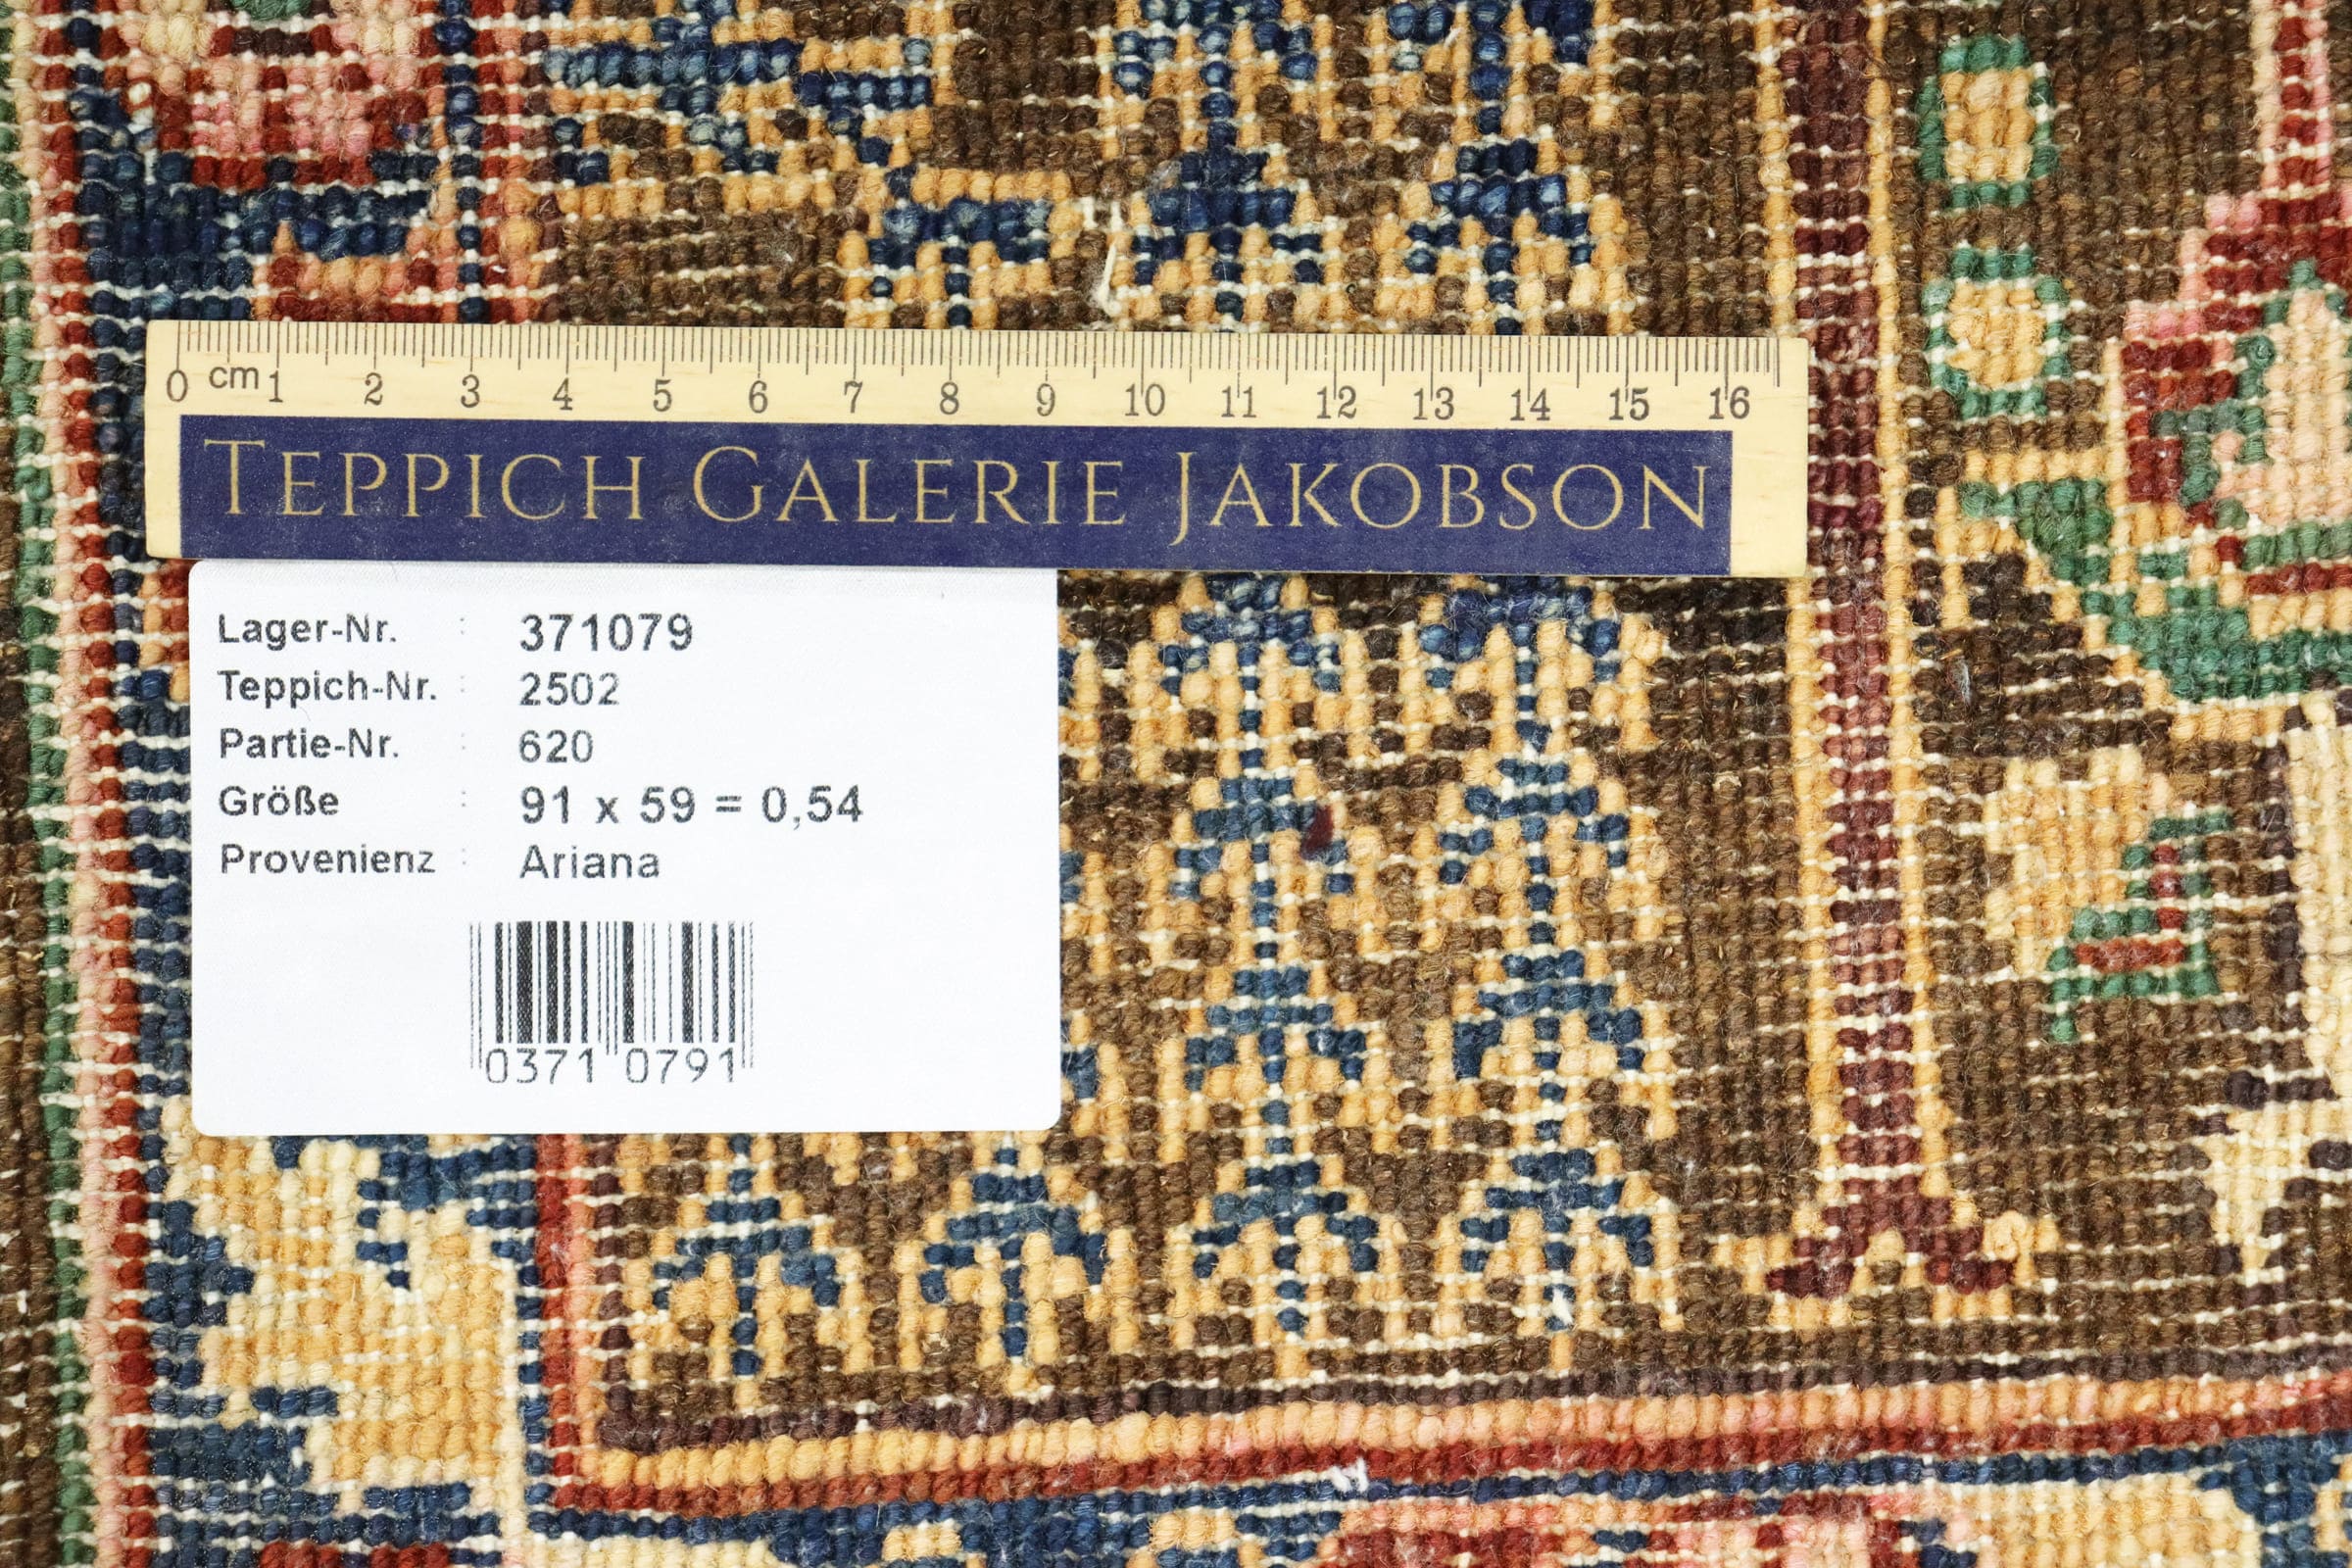 0 cm 1 2 3 4 5 6 7 8 9 10 11 12 13 14 15 16
TEPPICH GALERIE JAKOBSON
Lager-Nr. : 371079
Teppich-Nr. : 2502
Partie-Nr. : 620
Größe : 91 x 59 = 0,54
Provenienz : Ariana
0371 0791